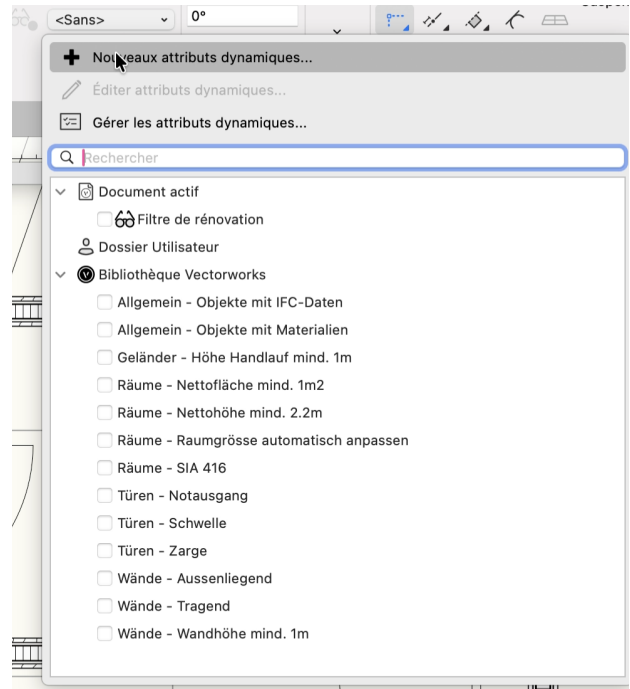 <Sans>
0°
Nouveaux attributs dynamiques...
Éditer attributs dynamiques...
Gérer les attributs dynamiques...
Rechercher
Document actif
Filtre de rénovation
Dossier Utilisateur
Bibliothèque Vectorworks
Allgemein - Objekte mit IFC-Daten
Allgemein - Objekte mit Materialien
Geländer - Höhe Handlauf mind. 1m
Räume - Nettofläche mind. 1m2
Räume - Nettohöhe mind. 2.2m
Räume - Raumgrösse automatisch anpassen
Räume - SIA 416
Türen - Notausgang
Türen - Schwelle
Türen - Zarge
Wände - Aussenliegend
Wände - Tragend
Wände - Wandhöhe mind. 1m